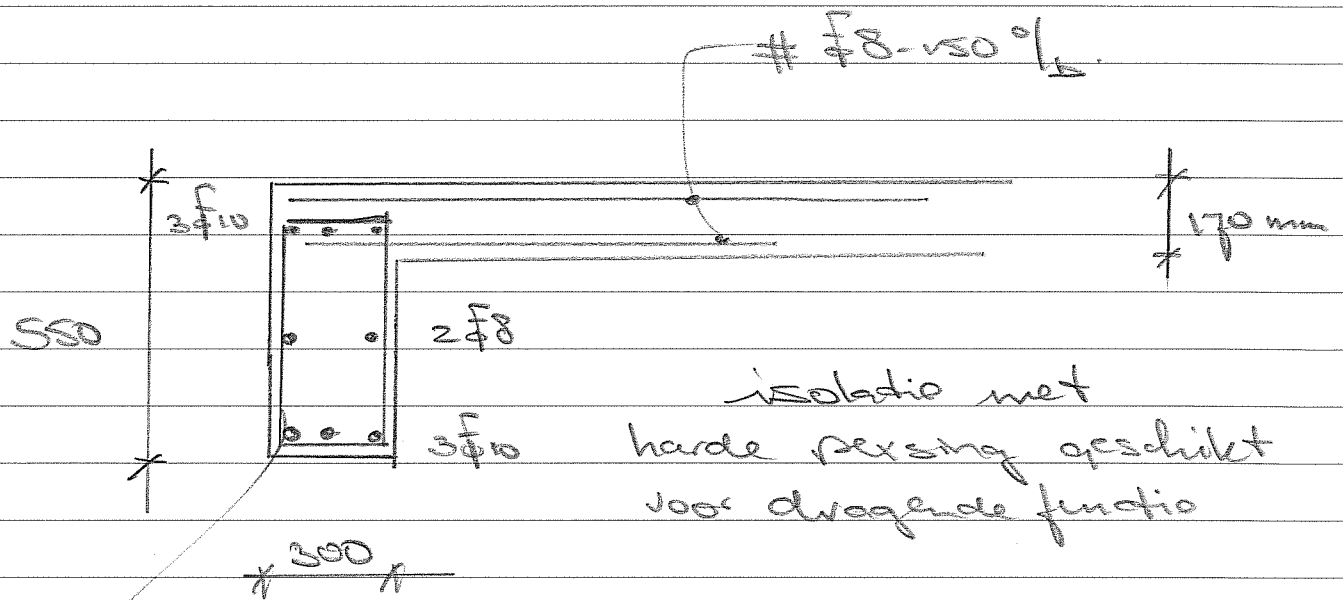 # ⌀8-150 o/b.
3⌀10
170 mm
550
2⌀8
isolatie met
3⌀10
harde persing geschikt
voor dragende functie
300